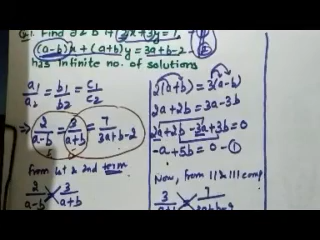 Q1. Find a & b if 2x+3y=7, -①
(a-b)x + (a+b)y = 3a+b-2 -②
has infinite no. of solutions
a₁/a₂ = b₁/b₂ = c₁/c₂
⇒ 2/(a-b) = 3/(a+b) = 7/(3a+b-2)
from 1st & 2nd term
2/(a-b) 3/(a+b)
2(a+b) = 3(a-b)
2a+2b = 3a-3b
2a+2b-3a+3b=0
-a+5b=0 -①
Now, from II & III comp
3/(a+b) 7/(3a+b-2)